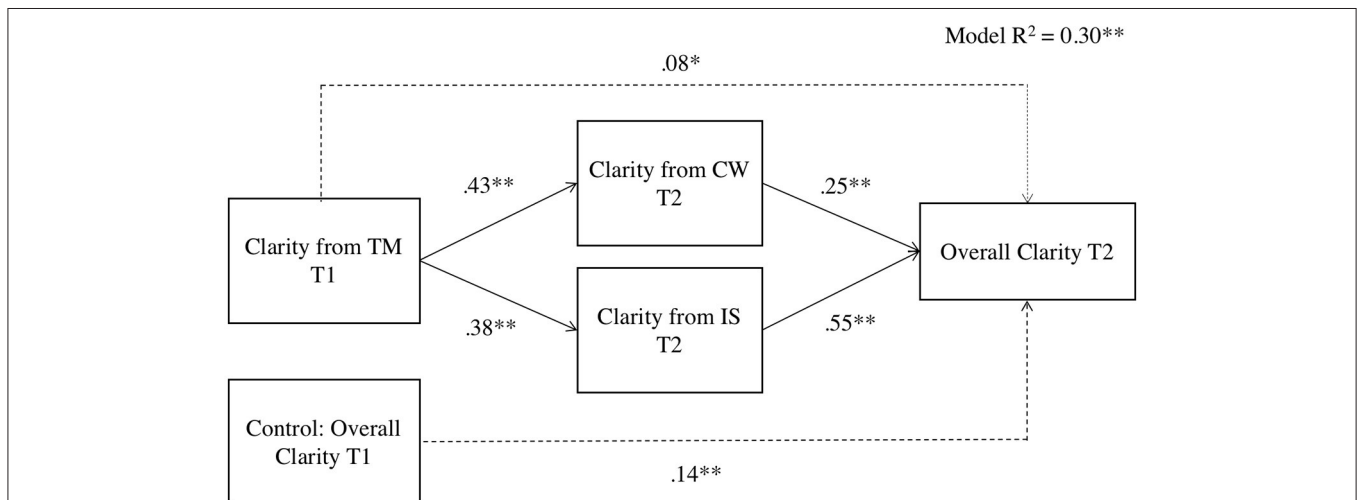 Model R² = 0.30**
.08*
Clarity from CW
T2
.43**
.25**
Clarity from TM
T1
Overall Clarity T2
Clarity from IS
T2
.38**
.55**
Control: Overall
Clarity T1
.14**